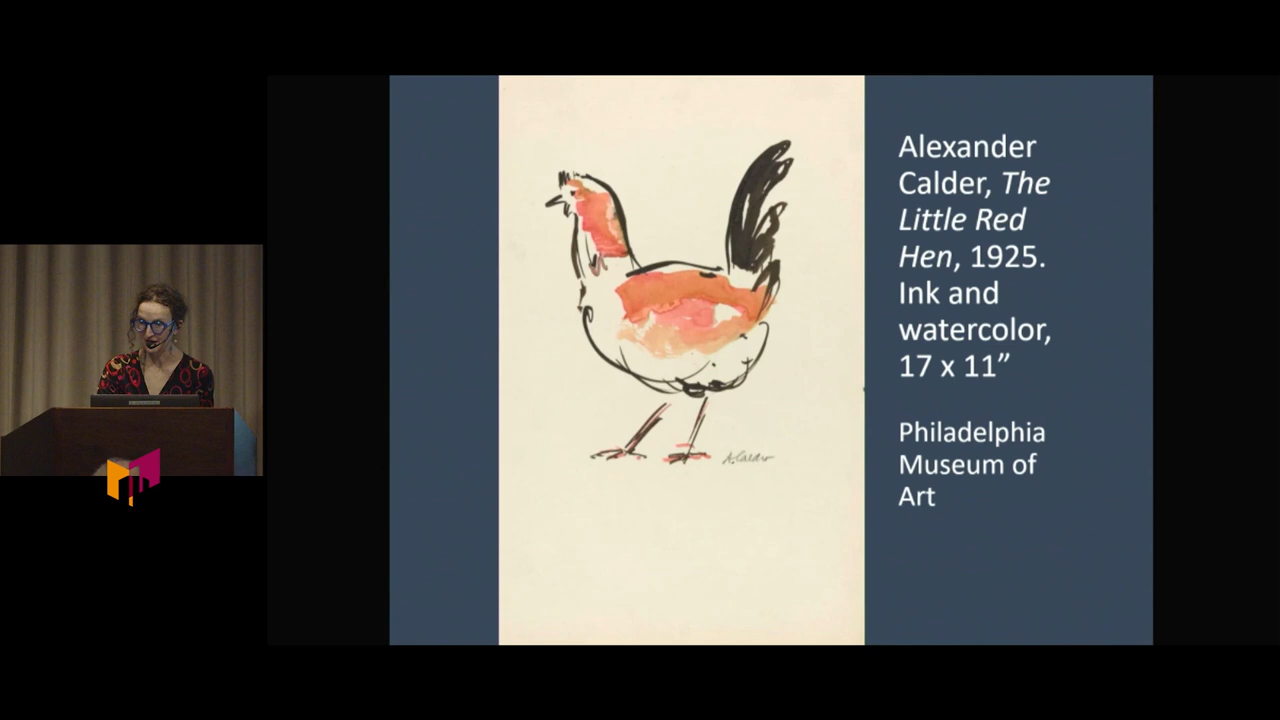 Alexander
Calder, The
Little Red
Hen, 1925.
Ink and
watercolor,
17 x 11”
Philadelphia
Museum of
Art
A. Calder